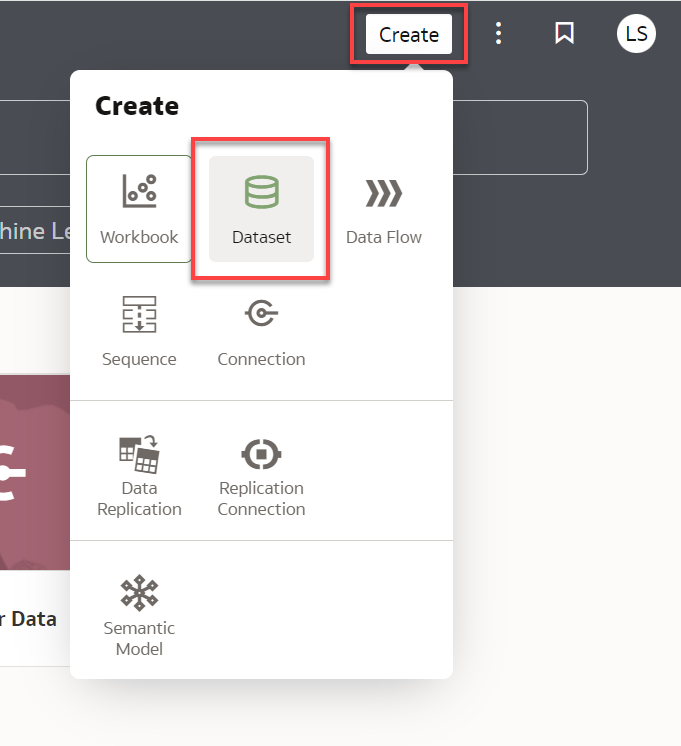 Create
LS
Create
hine Le
Workbook
Dataset
Data Flow
Sequence
Connection
Data
Replication
Replication
Connection
r Data
Semantic
Model